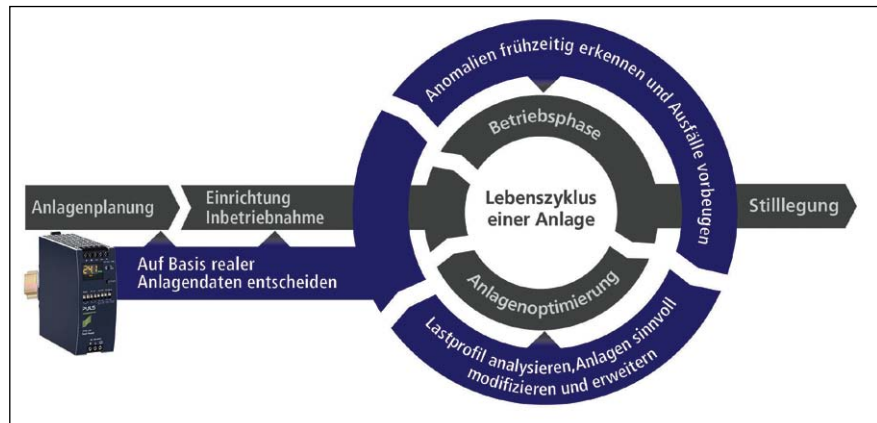 Anomalien frühzeitig erkennen und Ausfälle vorbeugen
Betriebsphase
Anlagenplanung
Einrichtung
Inbetriebnahme
Lebenszyklus
einer Anlage
Stilllegung
Auf Basis realer
Anlagendaten entscheiden
Anlagenoptimierung
Lastprofil analysieren, Anlagen sinnvoll
modifizieren und erweitern